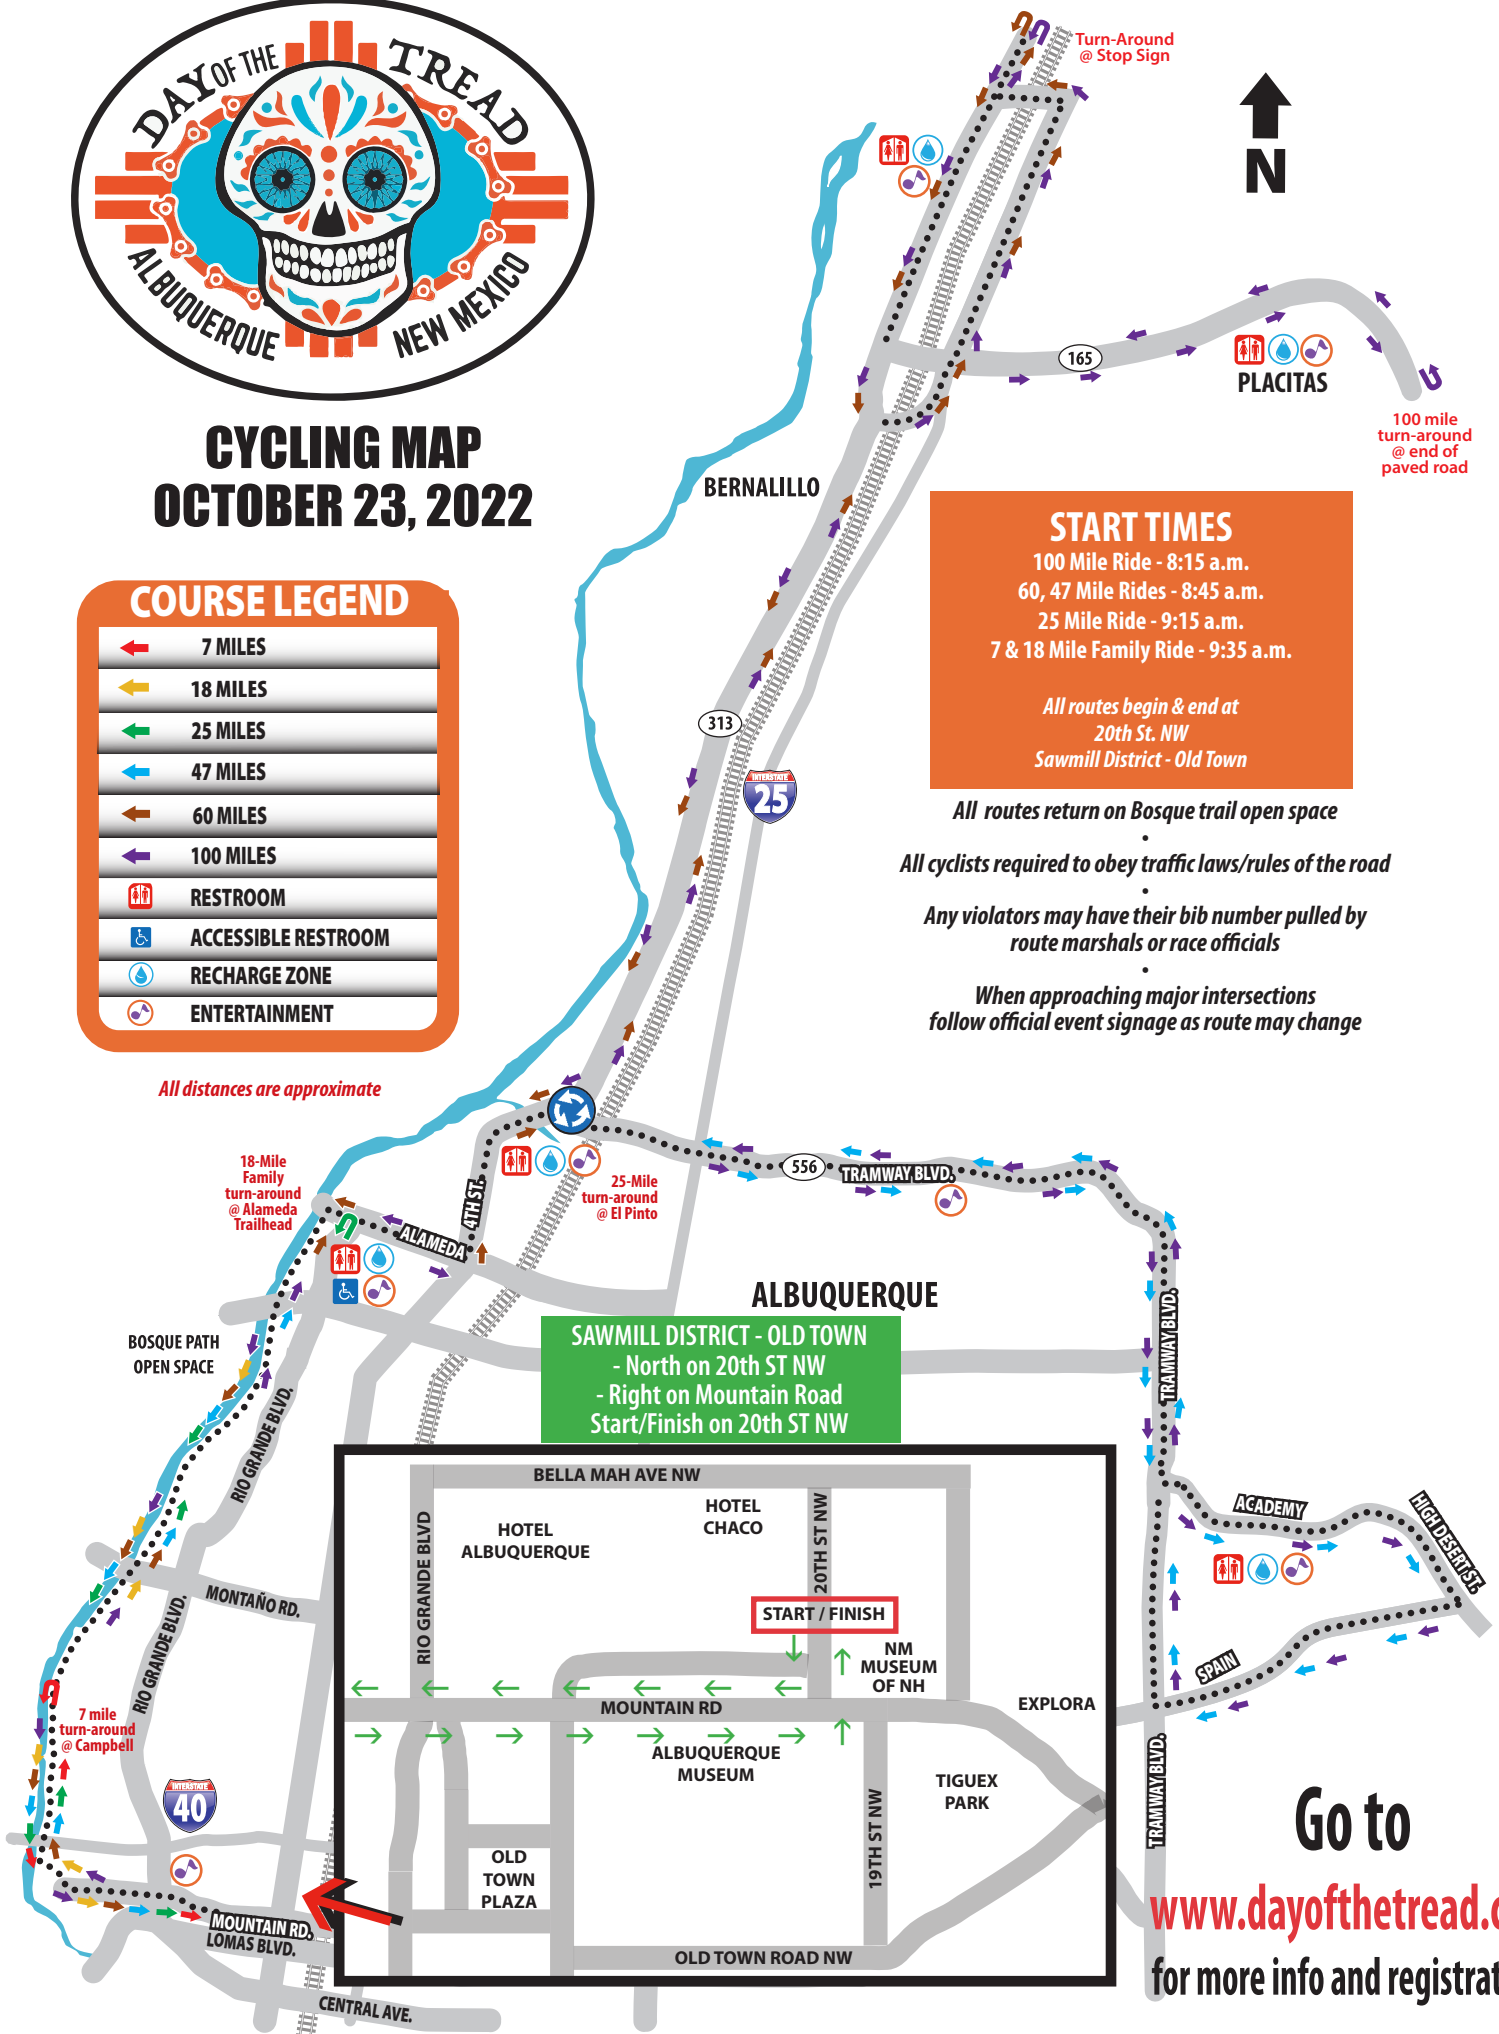 DAY OF THE TREAD
ALBUQUERQUE NEW MEXICO
CYCLING MAP
OCTOBER 23, 2022
COURSE LEGEND
7 MILES
18 MILES
25 MILES
47 MILES
60 MILES
100 MILES
RESTROOM
ACCESSIBLE RESTROOM
RECHARGE ZONE
ENTERTAINMENT
All distances are approximate
Turn-Around
@ Stop Sign
N
165
PLACITAS
100 mile
turn-around
@ end of
paved road
BERNALILLO
START TIMES
100 Mile Ride - 8:15 a.m.
60, 47 Mile Rides - 8:45 a.m.
25 Mile Ride - 9:15 a.m.
7 & 18 Mile Family Ride - 9:35 a.m.
All routes begin & end at
20th St. NW
Sawmill District - Old Town
All routes return on Bosque trail open space
•
All cyclists required to obey traffic laws/rules of the road
•
Any violators may have their bib number pulled by
route marshals or race officials
•
When approaching major intersections
follow official event signage as route may change
313
INTERSTATE
25
18-Mile
Family
turn-around
@ Alameda
Trailhead
25-Mile
turn-around
@ El Pinto
4TH ST.
ALAMEDA
556
TRAMWAY BLVD.
TRAMWAY BLVD.
ALBUQUERQUE
BOSQUE PATH
OPEN SPACE
RIO GRANDE BLVD.
SAWMILL DISTRICT - OLD TOWN
- North on 20th ST NW
- Right on Mountain Road
Start/Finish on 20th ST NW
BELLA MAH AVE NW
HOTEL
CHACO
HOTEL
ALBUQUERQUE
RIO GRANDE BLVD
20TH ST NW
START / FINISH
NM
MUSEUM
OF NH
MOUNTAIN RD
EXPLORA
ALBUQUERQUE
MUSEUM
TIGUEX
PARK
19TH ST NW
OLD
TOWN
PLAZA
OLD TOWN ROAD NW
ACADEMY
HIGH DESERT ST.
SPAIN
TRAMWAY BLVD.
MONTAÑO RD.
RIO GRANDE BLVD.
7 mile
turn-around
@ Campbell
INTERSTATE
40
MOUNTAIN RD.
LOMAS BLVD.
CENTRAL AVE.
Go to
www.dayofthetread.c
for more info and registrat